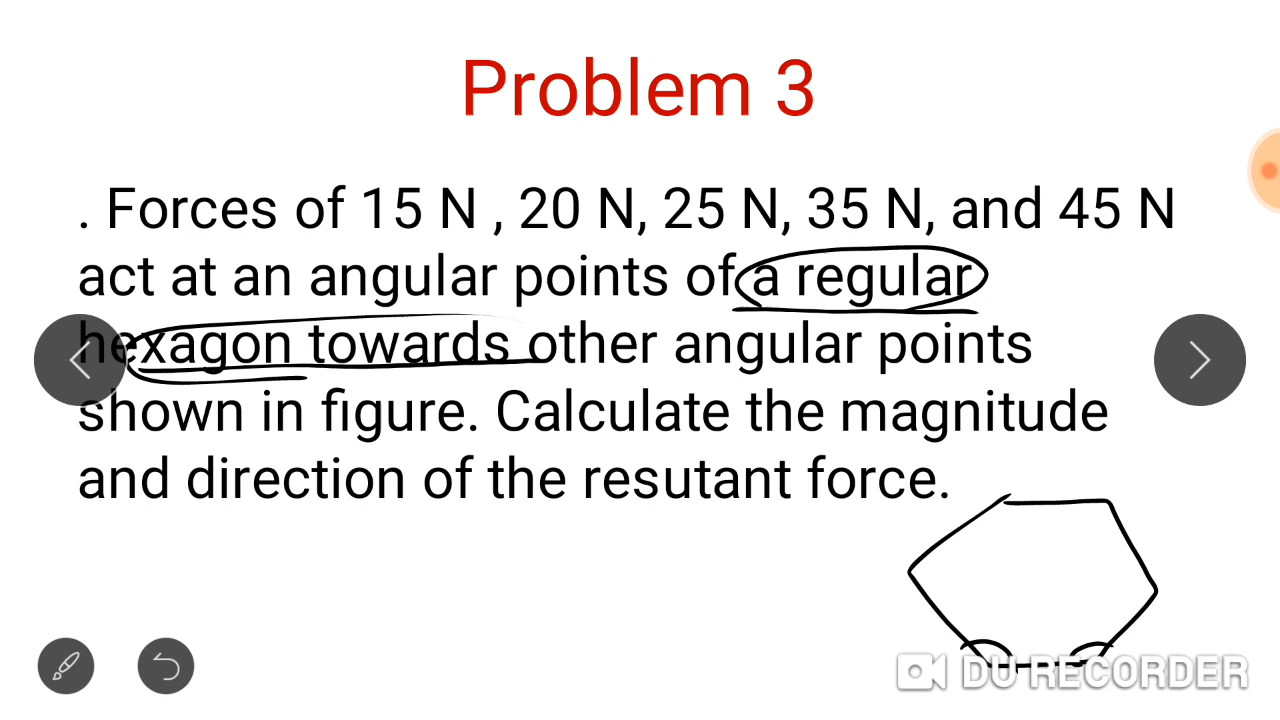 Problem 3
. Forces of 15 N , 20 N, 25 N, 35 N, and 45 N
act at an angular points of a regular
hexagon towards other angular points
shown in figure. Calculate the magnitude
and direction of the resutant force.
DU RECORDER